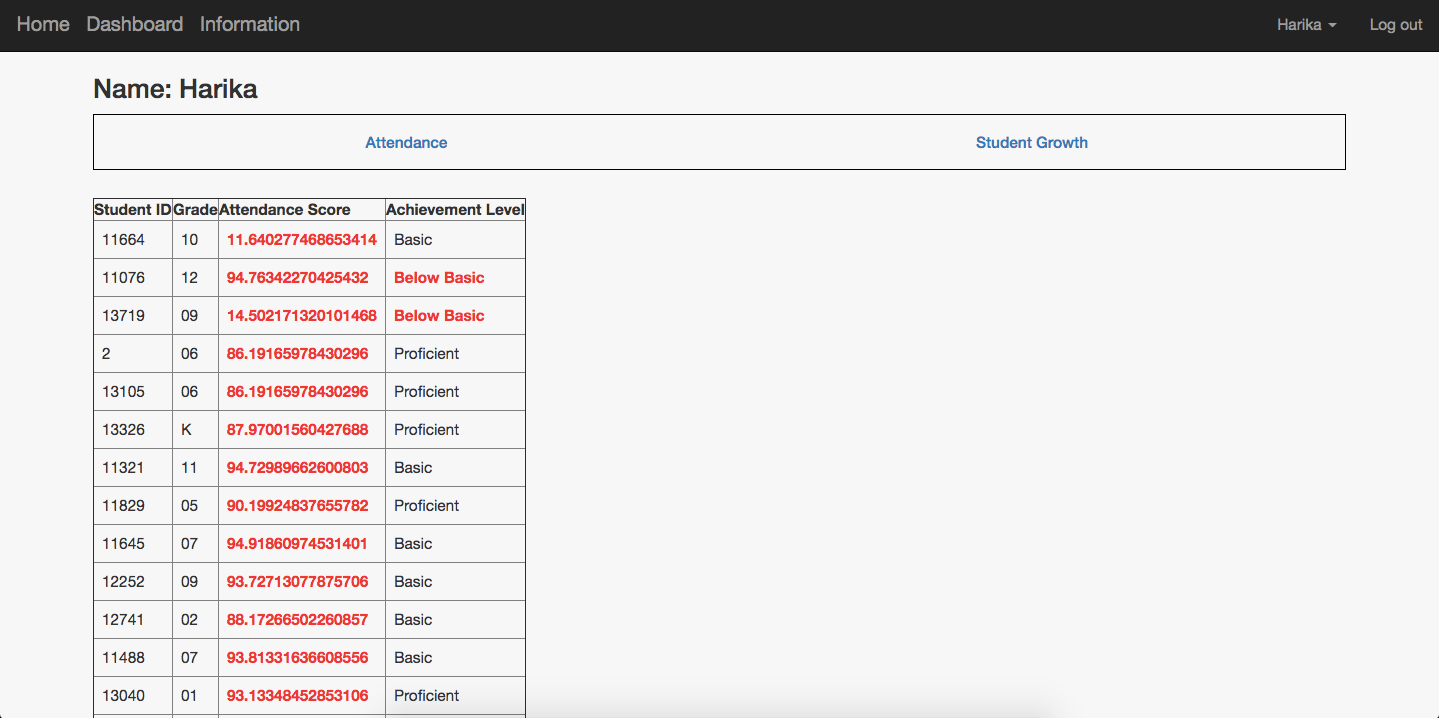 Home Dashboard Information Harika Log out
Name: Harika
Attendance Student Growth
Student ID Grade Attendance Score Achievement Level
11664 10 11.640277468653414 Basic
11076 12 94.76342270425432 Below Basic
13719 09 14.502171320101468 Below Basic
2 06 86.19165978430296 Proficient
13105 06 86.19165978430296 Proficient
13326 K 87.97001560427688 Proficient
11321 11 94.72989662600803 Basic
11829 05 90.19924837655782 Proficient
11645 07 94.91860974531401 Basic
12252 09 93.72713077875706 Basic
12741 02 88.17266502260857 Basic
11488 07 93.81331636608556 Basic
13040 01 93.13348452853106 Proficient